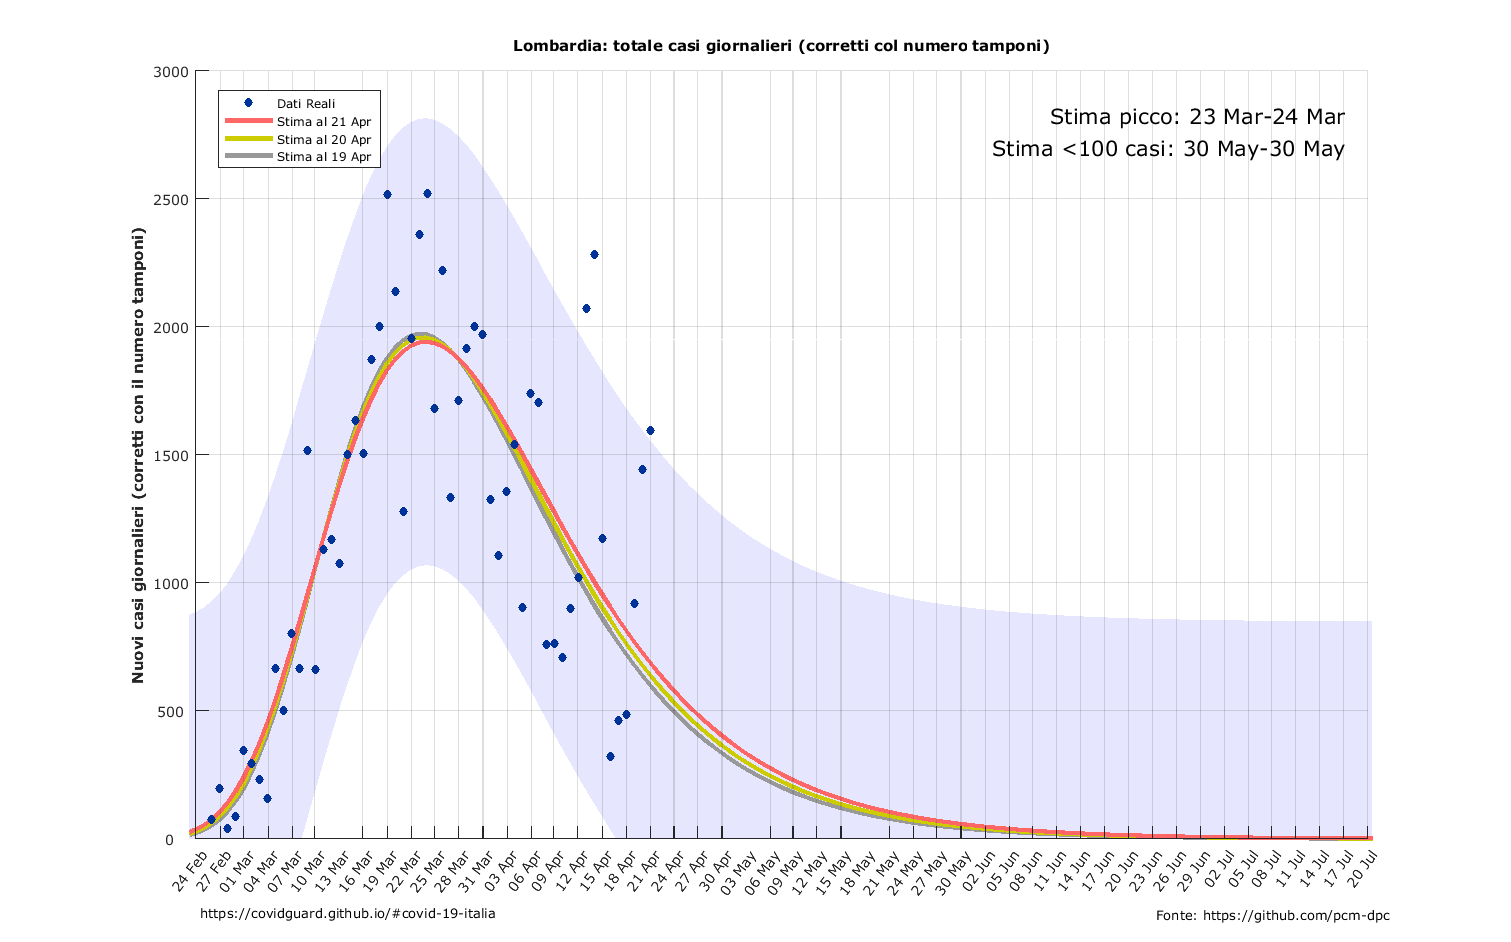 Lombardia: totale casi giornalieri (corretti col numero tamponi)
Nuovi casi giornalieri (corretti con il numero tamponi)
3000
2500
2000
1500
1000
500
0
Dati Reali
Stima al 21 Apr
Stima al 20 Apr
Stima al 19 Apr
Stima picco: 23 Mar-24 Mar
Stima <100 casi: 30 May-30 May
24 Feb
27 Feb
01 Mar
04 Mar
07 Mar
10 Mar
13 Mar
16 Mar
19 Mar
22 Mar
25 Mar
28 Mar
31 Mar
03 Apr
06 Apr
09 Apr
12 Apr
15 Apr
18 Apr
21 Apr
24 Apr
27 Apr
30 Apr
03 May
06 May
09 May
12 May
15 May
18 May
21 May
24 May
27 May
30 May
02 Jun
05 Jun
08 Jun
11 Jun
14 Jun
17 Jun
20 Jun
23 Jun
26 Jun
29 Jun
02 Jul
05 Jul
08 Jul
11 Jul
14 Jul
17 Jul
20 Jul
https://covidguard.github.io/#covid-19-italia
Fonte: https://github.com/pcm-dpc